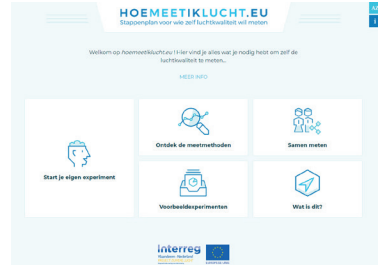 HOEMEETIKLUCHT.EU
Stappenplan voor wie zelf luchtkwaliteit wil meten
Welkom op hoemeetiklucht.eu ! Hier vind je alles wat je nodig hebt om zelf de
luchtkwaliteit te meten...
MEER INFO
Start je eigen experiment
Ontdek de meetmethoden
Samen meten
Voorbeeldexperimenten
Wat is dit?
Interreg
Vlaanderen - Nederland